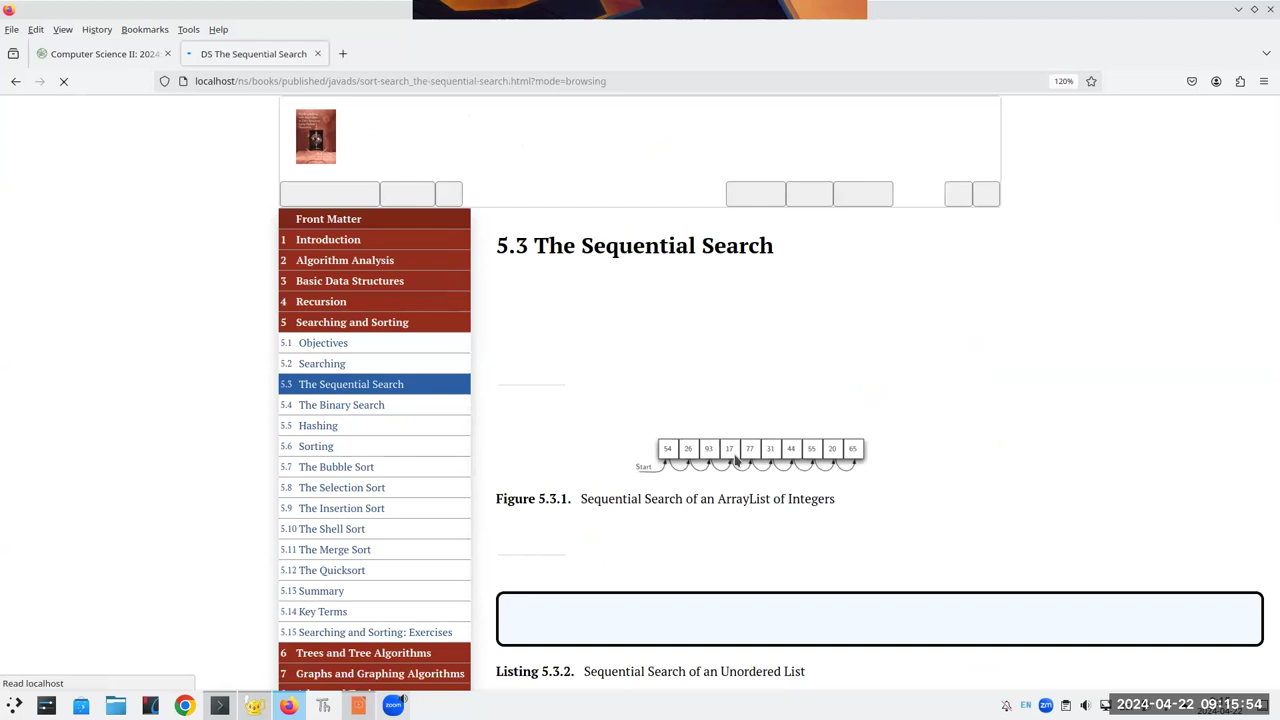 File Edit View History Bookmarks Tools Help
Computer Science II: 2024
DS The Sequential Search
localhost/ns/books/published/javads/sort-search_the-sequential-search.html?mode=browsing
120%
Front Matter
1 Introduction
2 Algorithm Analysis
3 Basic Data Structures
4 Recursion
5 Searching and Sorting
5.1 Objectives
5.2 Searching
5.3 The Sequential Search
5.4 The Binary Search
5.5 Hashing
5.6 Sorting
5.7 The Bubble Sort
5.8 The Selection Sort
5.9 The Insertion Sort
5.10 The Shell Sort
5.11 The Merge Sort
5.12 The Quicksort
5.13 Summary
5.14 Key Terms
5.15 Searching and Sorting: Exercises
6 Trees and Tree Algorithms
7 Graphs and Graphing Algorithms
5.3 The Sequential Search
54 26 93 17 77 31 44 55 20 65
Start
Figure 5.3.1. Sequential Search of an ArrayList of Integers
Listing 5.3.2. Sequential Search of an Unordered List
Read localhost
Th
zoom
EN
zm
2024-04-22 09:15:54